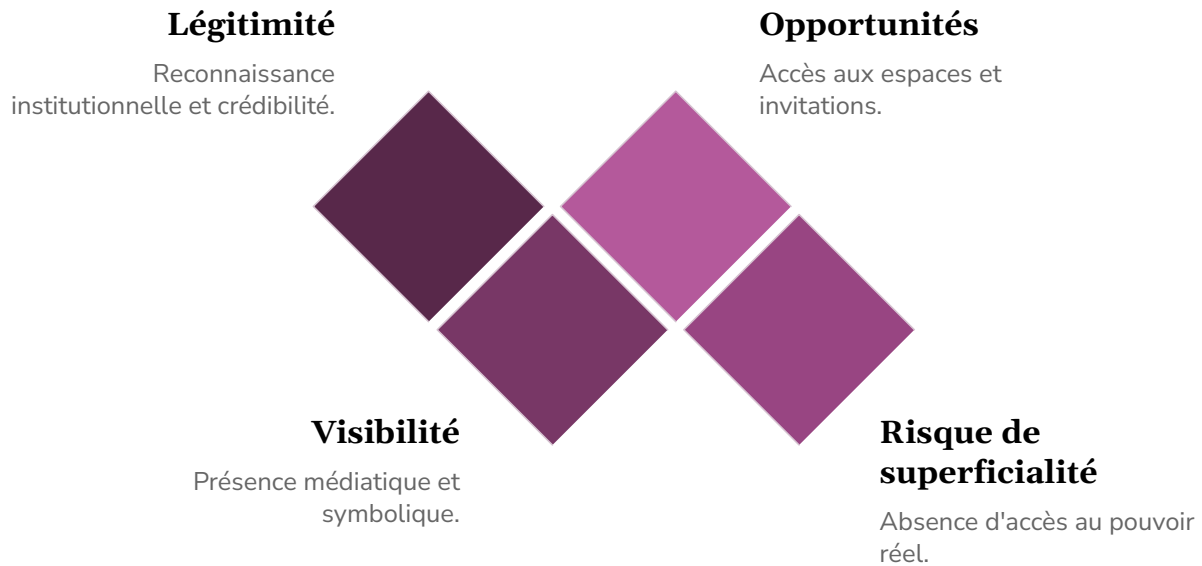 Légitimité
Reconnaissance
institutionnelle et crédibilité.
Opportunités
Accès aux espaces et
invitations.
Visibilité
Présence médiatique et
symbolique.
Risque de
superficialité
Absence d'accès au pouvoir
réel.